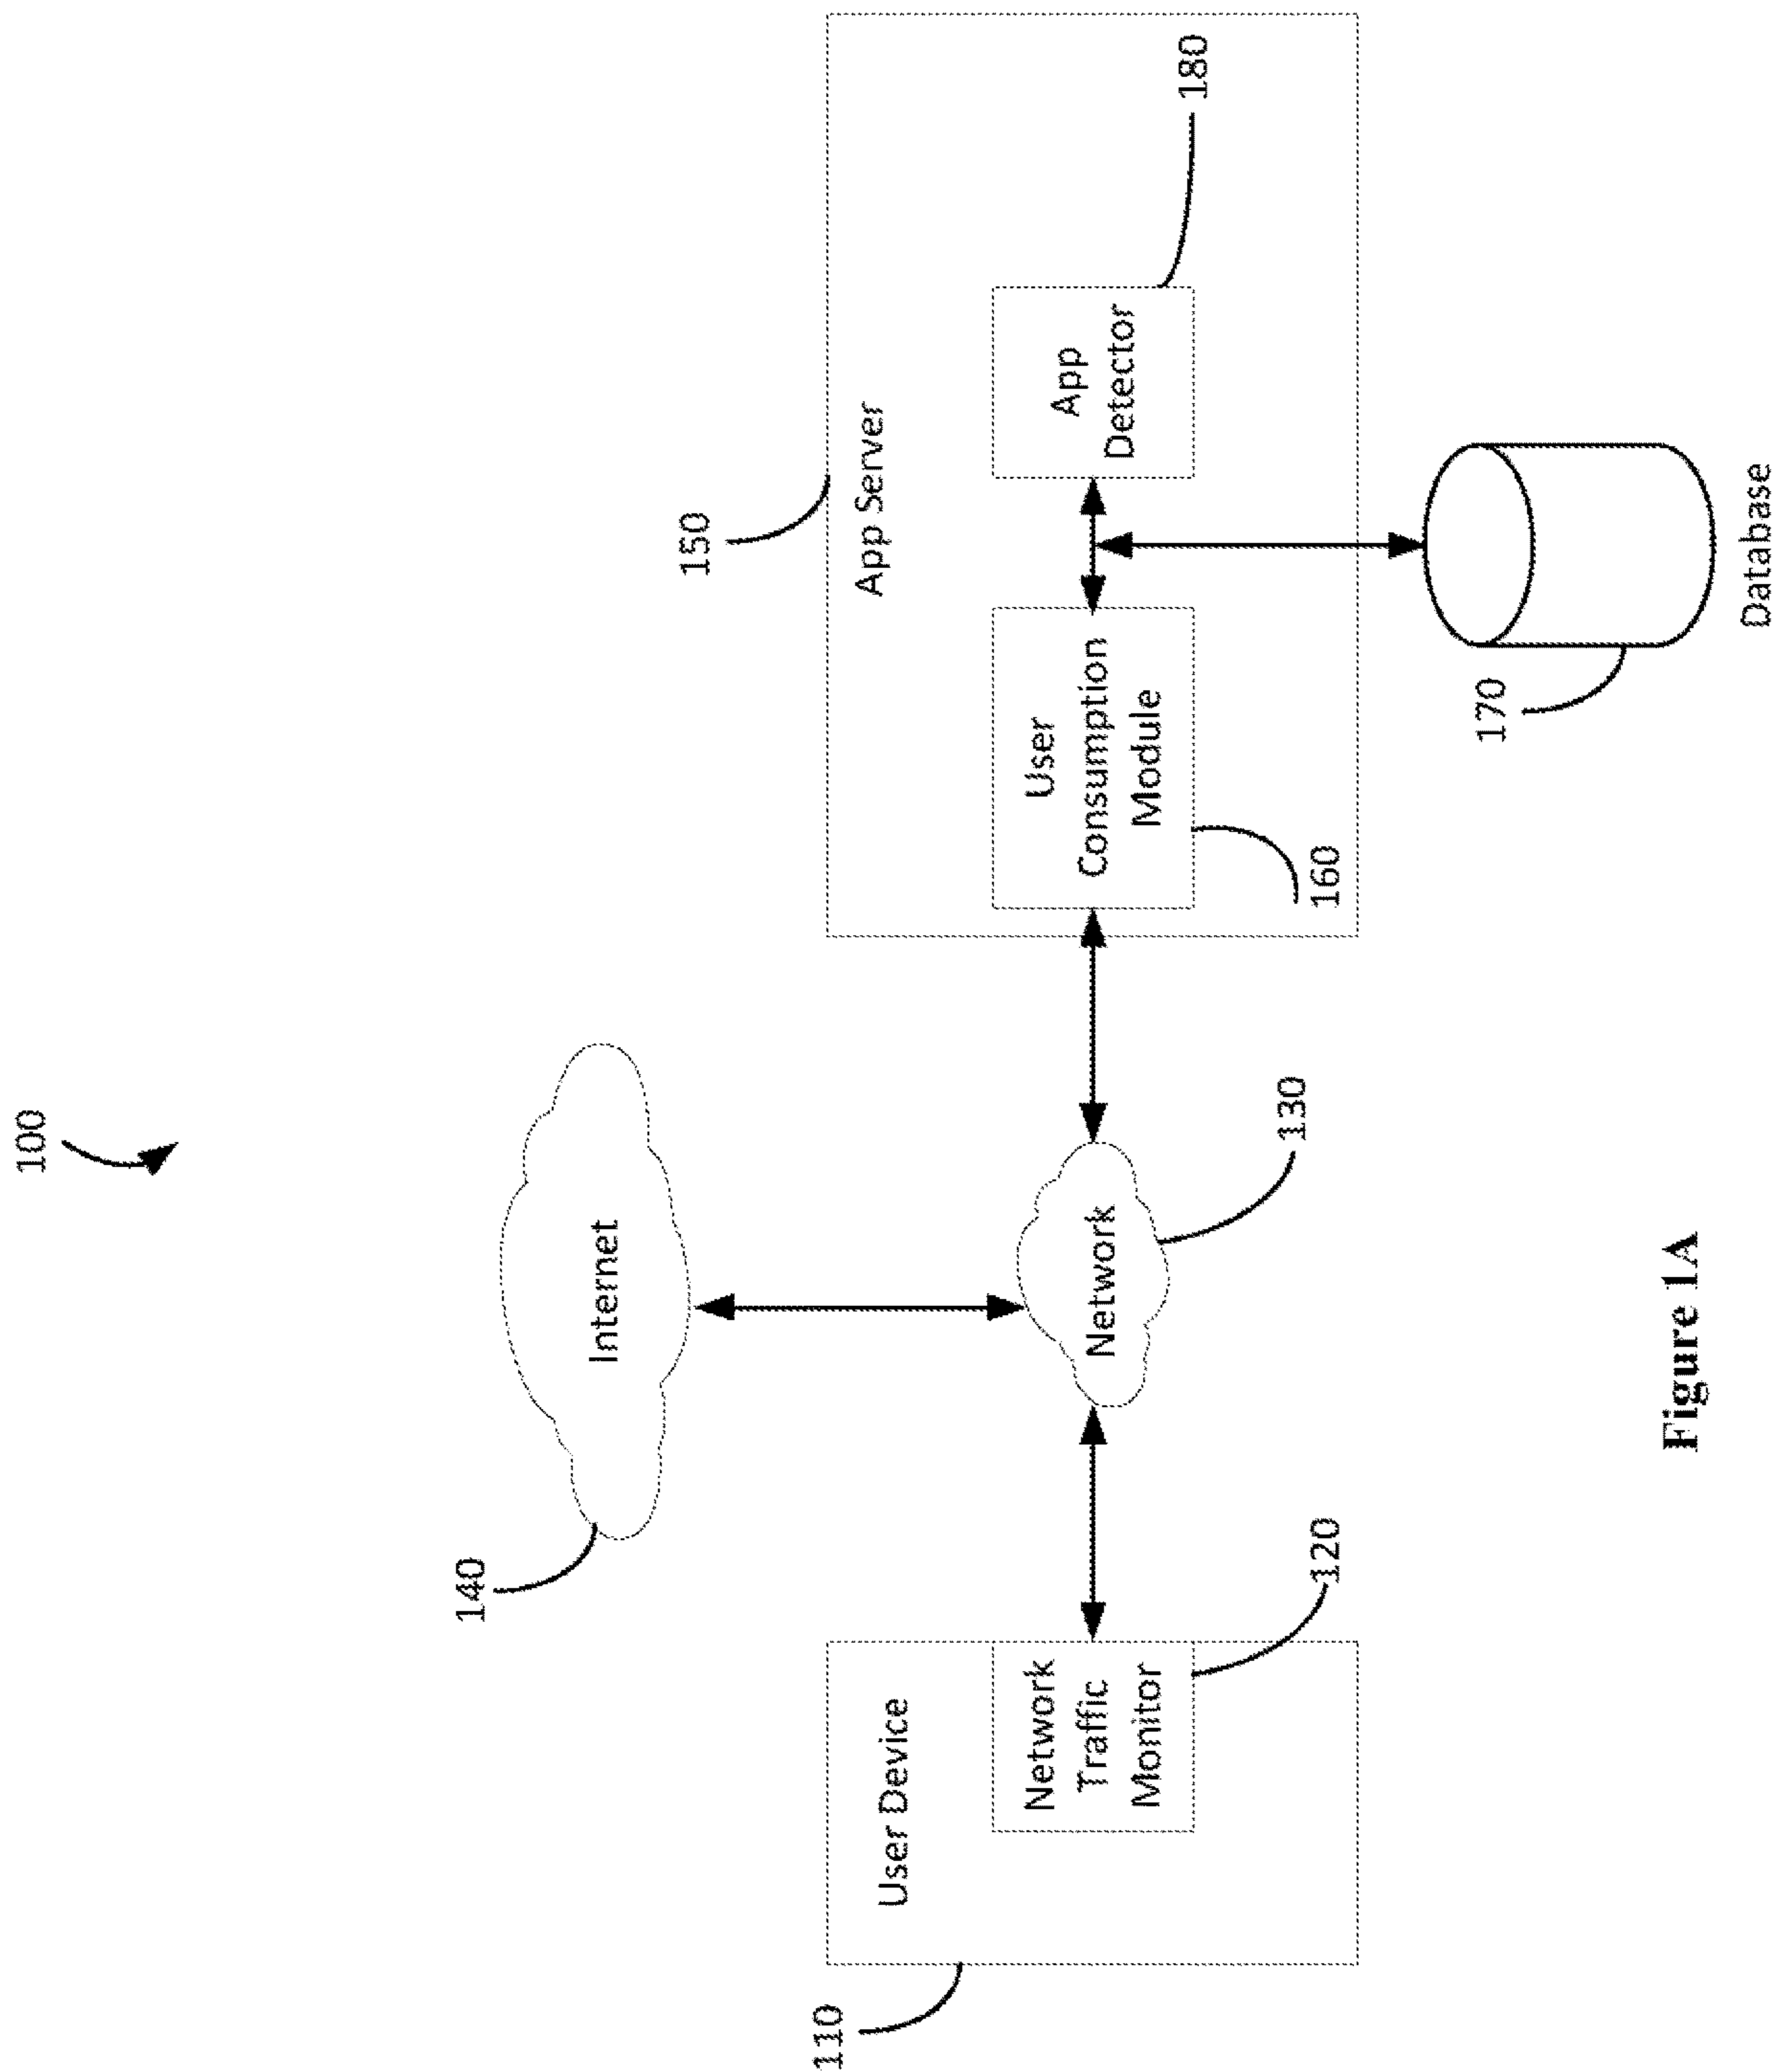 100
140
Internet
150
App Server
110
User Device
Network
Traffic
Monitor
120
Network
130
User
Consumption
Module
160
App
Detector
180
170
Database
Figure 1A